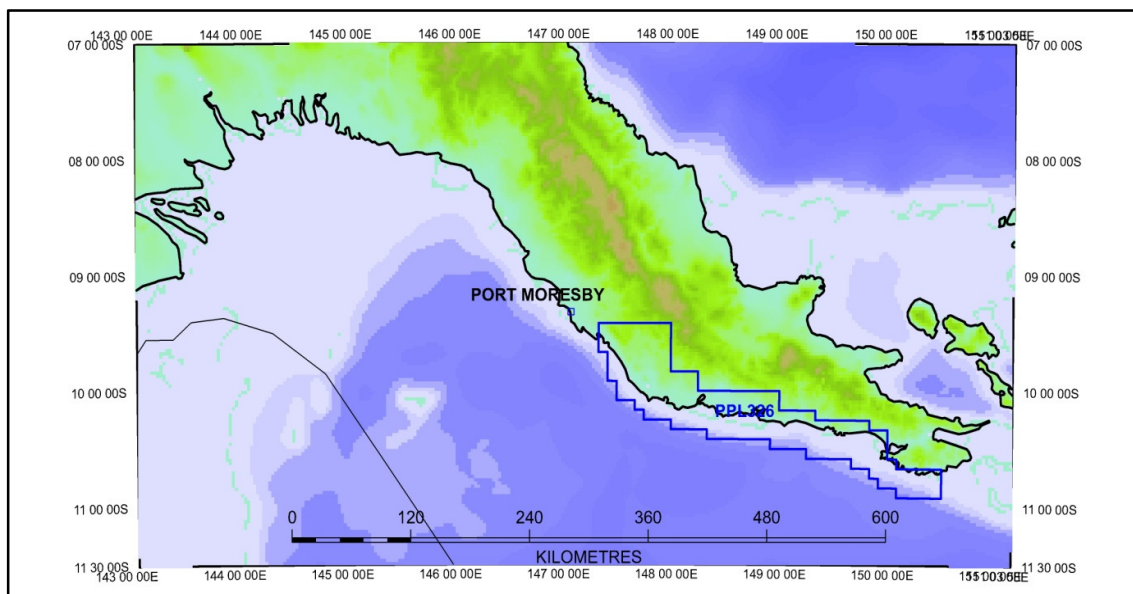 143 00 00E 144 00 00E 145 00 00E 146 00 00E 147 00 00E 148 00 00E 149 00 00E 150 00 00E
07 00 00S 07 00 00S
08 00 00S 08 00 00S
09 00 00S 09 00 00S
PORT MORESBY
10 00 00S 10 00 00S
PPL326
11 00 00S 11 00 00S
0 120 240 360 480 600
KILOMETRES
11 30 00S 11 30 00S
143 00 00E 144 00 00E 145 00 00E 146 00 00E 147 00 00E 148 00 00E 149 00 00E 150 00 00E